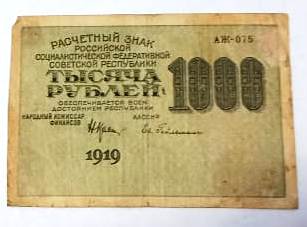 РАСЧЕТНЫЙ ЗНАК
РОССИЙСКОЙ
СОЦИАЛИСТИЧЕСКОЙ ФЕДЕРАТИВНОЙ
СОВЕТСКОЙ РЕСПУБЛИКИ
АЖ-075
ТЫСЯЧА
РУБЛЕЙ
1000
ОБЕСПЕЧИВАЕТСЯ ВСЕМ
ДОСТОЯНИЕМ РЕСПУБЛИКИ
НАРОДНЫЙ КОМИССАР
ФИНАНСОВ
КАССИР
1919